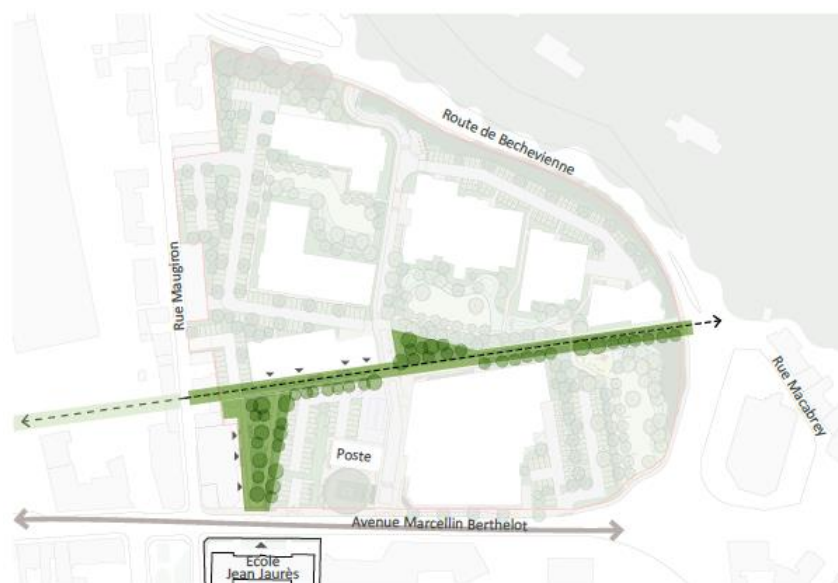 Route de Bechevienne
Rue Maugiron
Rue Macabrey
Poste
Avenue Marcellin Berthelot
Ecole
Jean Jaurès